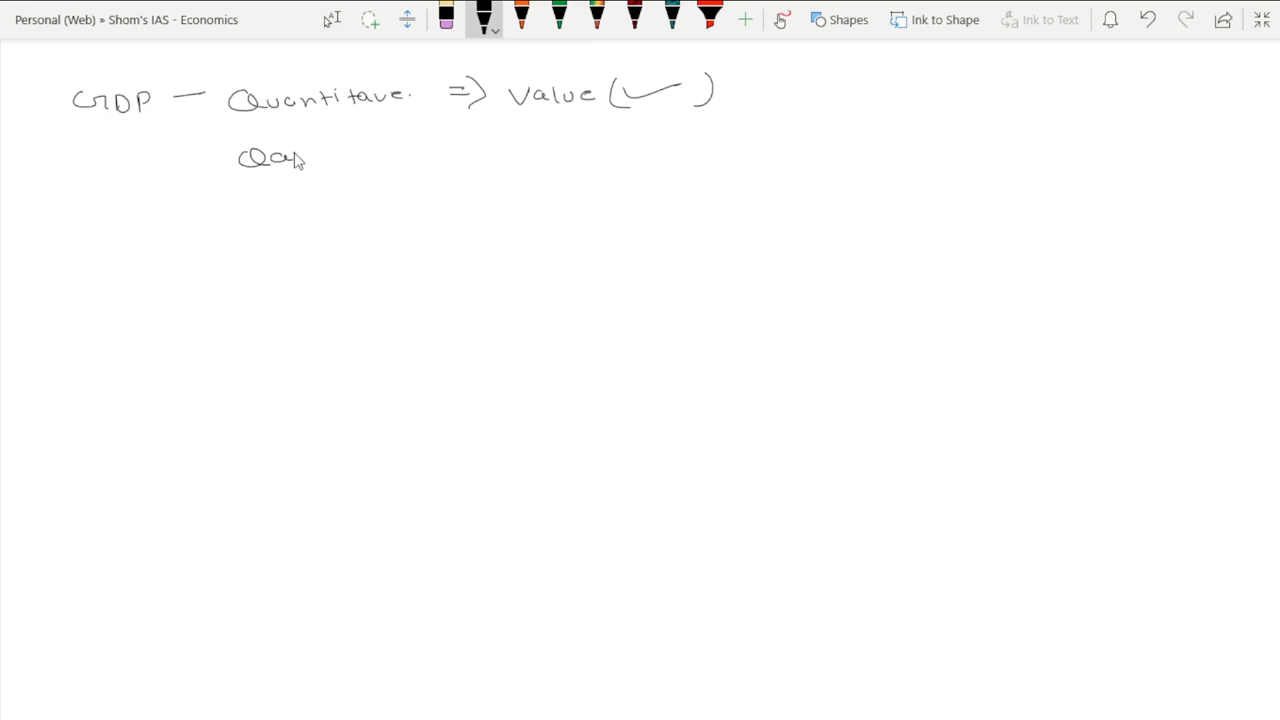 Personal (Web) » Shom's IAS - Economics
Shapes
Ink to Shape
Ink to Text
GDP — Quantitave. => Value (✓)